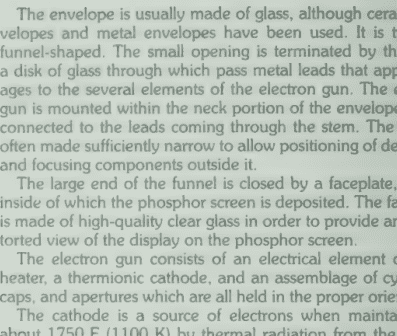 The envelope is usually made of glass, although cera
velopes and metal envelopes have been used. It is t
funnel-shaped. The small opening is terminated by th
a disk of glass through which pass metal leads that app
ages to the several elements of the electron gun. The e
gun is mounted within the neck portion of the envelope
connected to the leads coming through the stem. The
often made sufficiently narrow to allow positioning of de
and focusing components outside it.
The large end of the funnel is closed by a faceplate,
inside of which the phosphor screen is deposited. The fa
is made of high-quality clear glass in order to provide an
torted view of the display on the phosphor screen.
The electron gun consists of an electrical element c
heater, a thermionic cathode, and an assemblage of cy
caps, and apertures which are all held in the proper orie
The cathode is a source of electrons when mainta
about 1750 F (1100 K) by thermal radiation from the